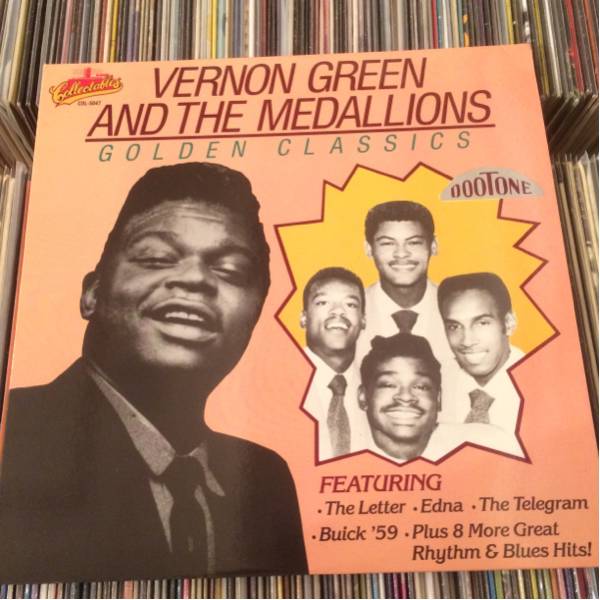 Collectables
COL-5047
VERNON GREEN
AND THE MEDALLIONS
GOLDEN CLASSICS
DOOTONE
FEATURING
• The Letter • Edna • The Telegram
• Buick '59 • Plus 8 More Great
Rhythm & Blues Hits!